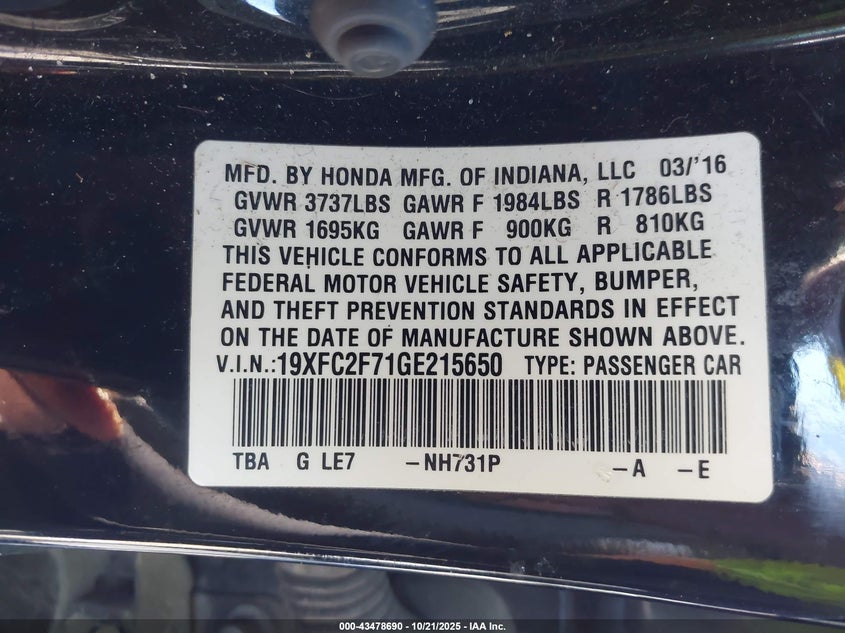 MFD. BY HONDA MFG. OF INDIANA, LLC 03/'16
GVWR 3737LBS GAWR F 1984LBS R 1786LBS
GVWR 1695KG GAWR F 900KG R 810KG
THIS VEHICLE CONFORMS TO ALL APPLICABLE
FEDERAL MOTOR VEHICLE SAFETY, BUMPER,
AND THEFT PREVENTION STANDARDS IN EFFECT
ON THE DATE OF MANUFACTURE SHOWN ABOVE.
V.I.N.:19XFC2F71GE215650 TYPE: PASSENGER CAR
TBA G LE7 –NH731P –A –E
000-43478690 - 10/21/2025 - IAA Inc.